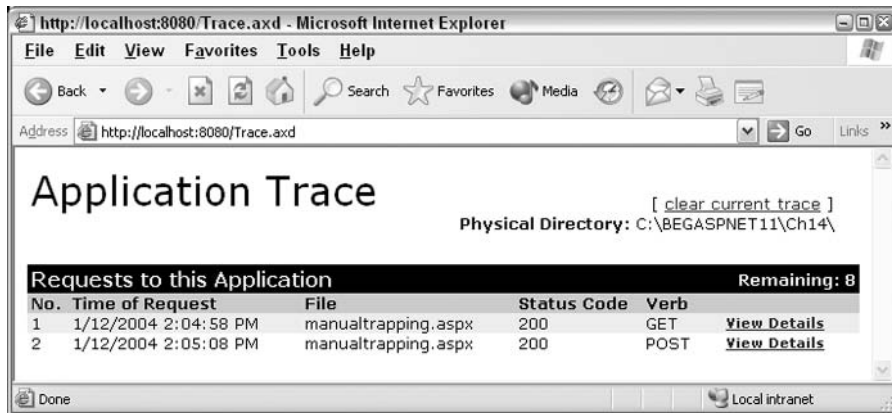 http://localhost:8080/Trace.axd - Microsoft Internet Explorer
File Edit View Favorites Tools Help
Back Search Favorites Media
Address http://localhost:8080/Trace.axd Go Links »
Application Trace
[ clear current trace ]
Physical Directory: C:\BEGASPNET11\Ch14\
Requests to this Application Remaining: 8
No. Time of Request File Status Code Verb
1 1/12/2004 2:04:58 PM manualtrapping.aspx 200 GET View Details
2 1/12/2004 2:05:08 PM manualtrapping.aspx 200 POST View Details
Done Local intranet